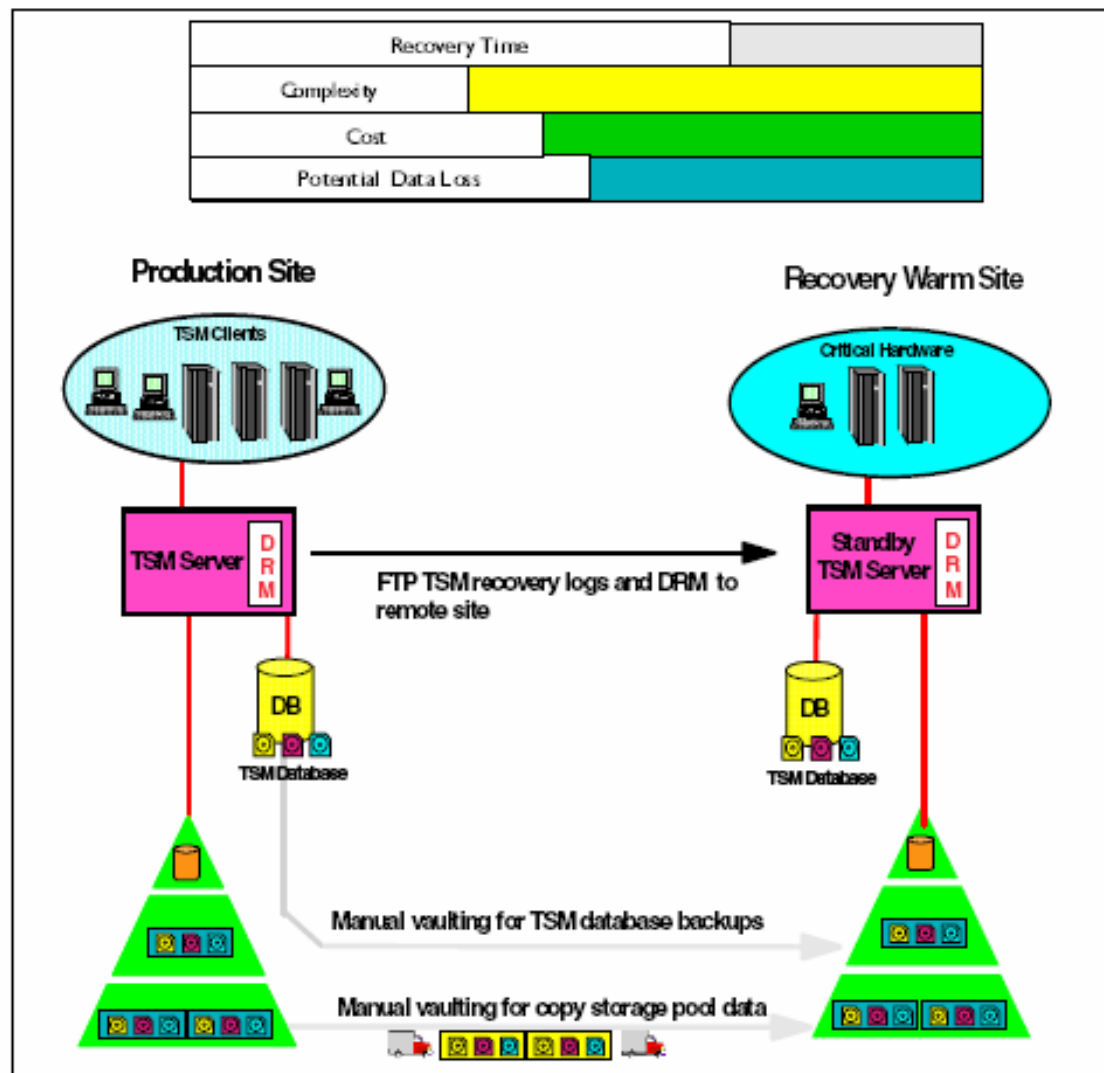 Recovery Time
Complexity
Cost
Potential Data Loss
Production Site
Recovery Warm Site
TSM Clients
Critical Hardware
TSM Server
DRM
FTP TSM recovery logs and DRM to
remote site
Standby
TSM Server
DRM
DB
TSM Database
DB
TSM Database
Manual vaulting for TSM database backups
Manual vaulting for copy storage pool data